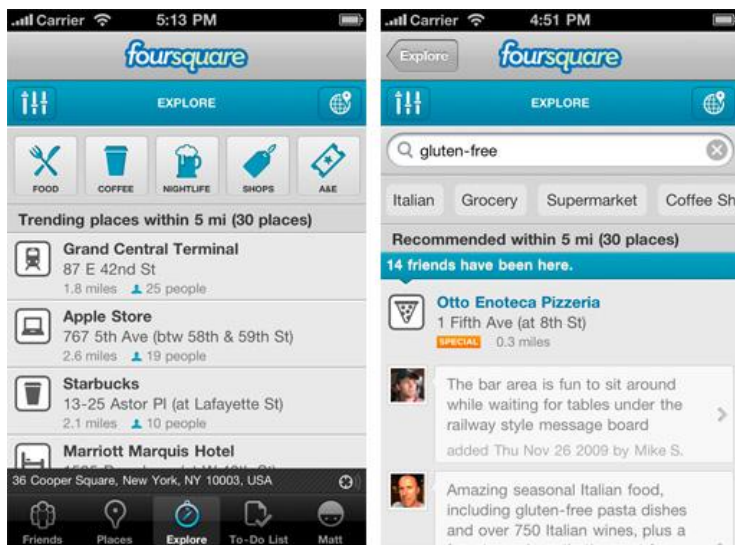 Carrier 5:13 PM
foursquare
EXPLORE
FOOD COFFEE NIGHTLIFE SHOPS A&E
Trending places within 5 mi (30 places)
Grand Central Terminal
87 E 42nd St
1.8 miles 25 people
Apple Store
767 5th Ave (btw 58th & 59th St)
2.6 miles 19 people
Starbucks
13-25 Astor Pl (at Lafayette St)
2.1 miles 10 people
Marriott Marquis Hotel
36 Cooper Square, New York, NY 10003, USA
Friends Places Explore To-Do List Matt
Carrier 4:51 PM
Explore foursquare
EXPLORE
gluten-free
Italian Grocery Supermarket Coffee Sh
Recommended within 5 mi (30 places)
14 friends have been here.
Otto Enoteca Pizzeria
1 Fifth Ave (at 8th St)
SPECIAL 0.3 miles
The bar area is fun to sit around
while waiting for tables under the
railway style message board
added Thu Nov 26 2009 by Mike S.
Amazing seasonal Italian food,
including gluten-free pasta dishes
and over 750 Italian wines, plus a